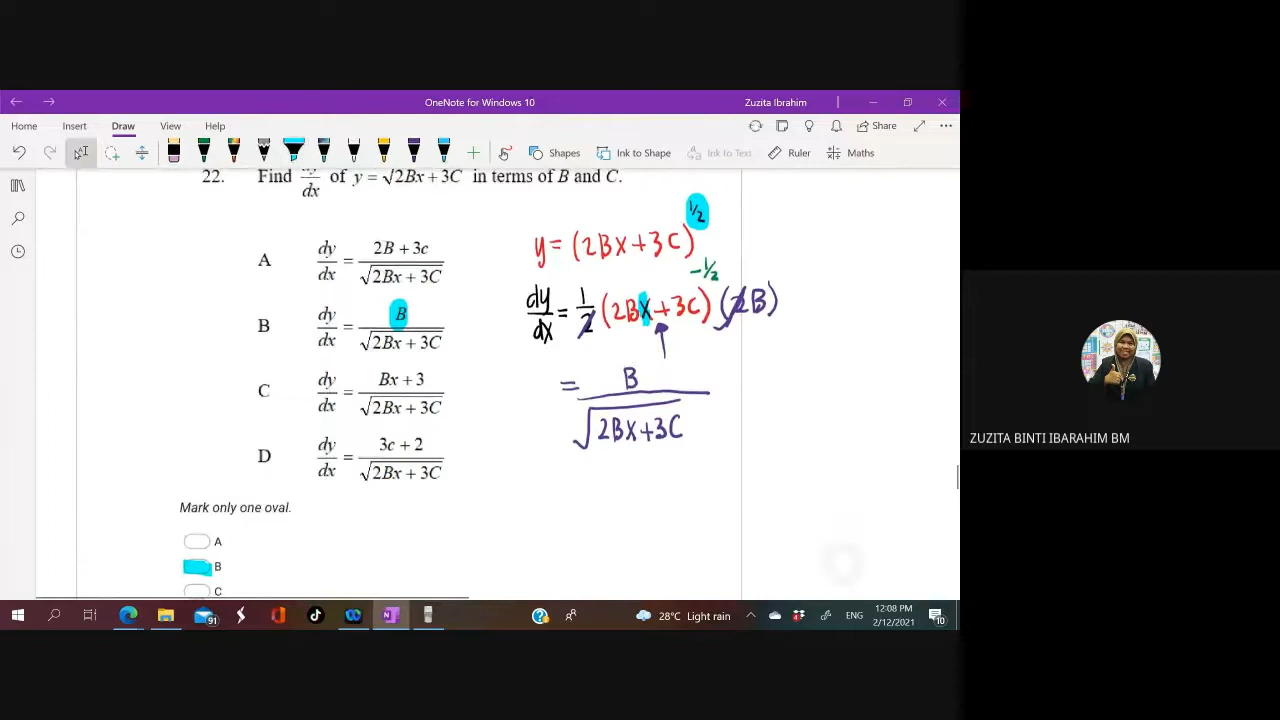 OneNote for Windows 10
Zuzita Ibrahim
Home Insert Draw View Help
Share
Shapes Ink to Shape Ink to Text Ruler Maths
22. Find dy/dx of y = √2Bx + 3C in terms of B and C.
A dy/dx = 2B + 3c / √2Bx + 3C
B dy/dx = B / √2Bx + 3C
C dy/dx = Bx + 3 / √2Bx + 3C
D dy/dx = 3c + 2 / √2Bx + 3C
Mark only one oval.
A
B
C
y = (2BX+3C)^1/2
dy/dx = 1/2 (2BX+3C)^-1/2 (2B)
= B / √2BX+3C
ZUZITA BINTI IBARAHIM BM
91
28°C Light rain
ENG
12:08 PM
2/12/2021
10